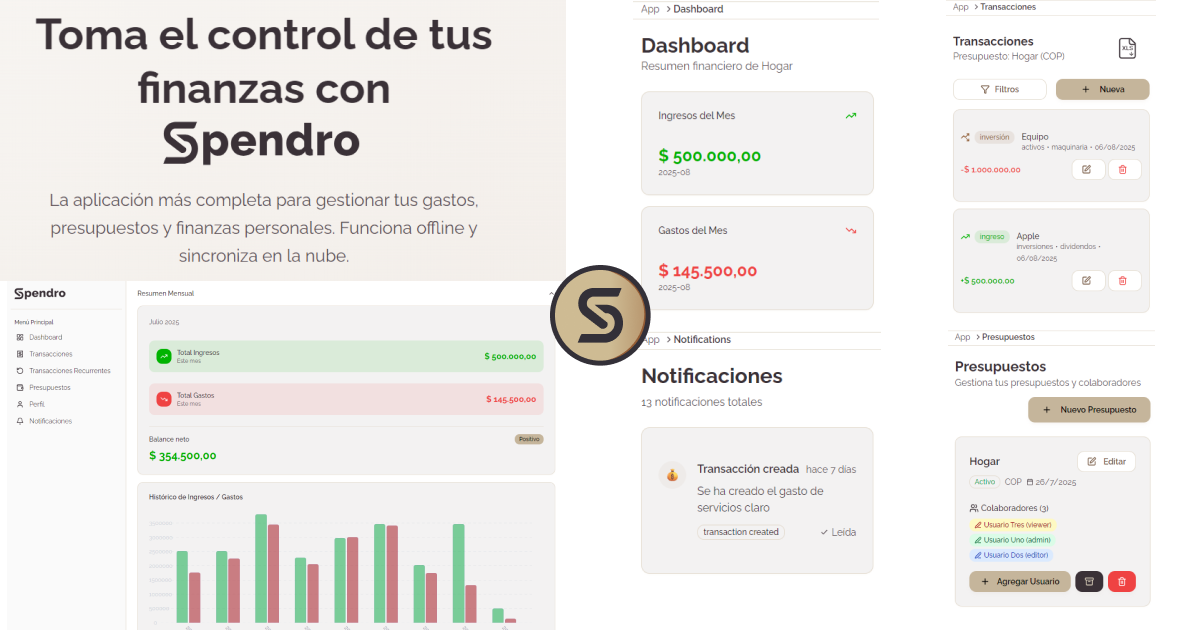 Toma el control de tus
finanzas con
Spendro
La aplicación más completa para gestionar tus gastos,
presupuestos y finanzas personales. Funciona offline y
sincroniza en la nube.
Spendro
Menú Principal
Dashboard
Transacciones
Transacciones Recurrentes
Presupuestos
Perfil
Notificaciones
Resumen Mensual
Julio 2025
Total Ingresos
Este mes
$ 500.000,00
Total Gastos
Este mes
$ 145.500,00
Balance neto
Positivo
$ 354.500,00
Histórico de Ingresos / Gastos
App > Dashboard
Dashboard
Resumen financiero de Hogar
Ingresos del Mes
$ 500.000,00
2025-08
Gastos del Mes
$ 145.500,00
2025-08
App > Notifications
Notificaciones
13 notificaciones totales
Transacción creada hace 7 días
Se ha creado el gasto de
servicios claro
transaction created
Leída
App > Transacciones
Transacciones
Presupuesto: Hogar (COP)
XLS
Filtros
+ Nueva
inversión
Equipo
activos • maquinaria • 06/08/2025
-$ 1.000.000,00
ingreso
Apple
inversiones • dividendos •
06/08/2025
+$ 500.000,00
App > Presupuestos
Presupuestos
Gestiona tus presupuestos y colaboradores
+ Nuevo Presupuesto
Hogar
Editar
Activo COP 26/7/2025
Colaboradores (3)
Usuario Tres (viewer)
Usuario Uno (admin)
Usuario Dos (editor)
+ Agregar Usuario